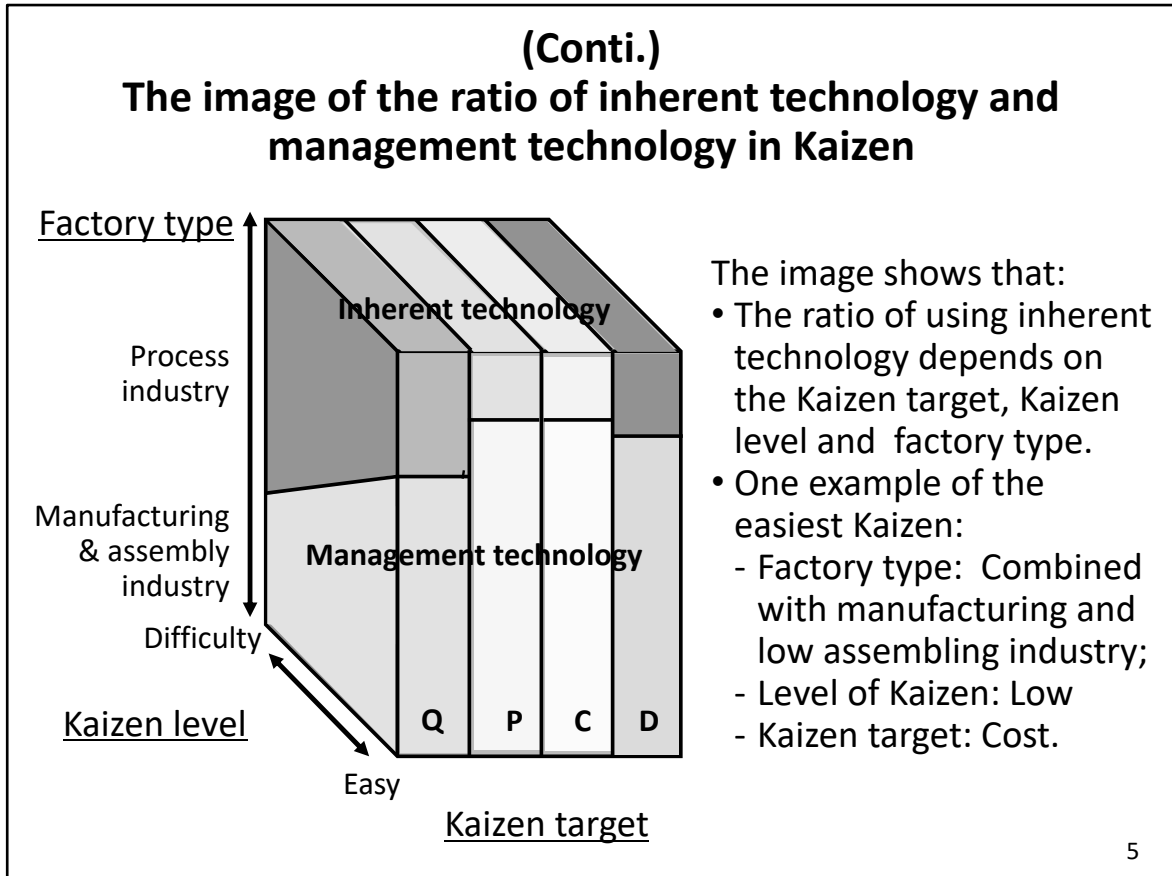 (Conti.)
The image of the ratio of inherent technology and
management technology in Kaizen
Factory type
Process
industry
Manufacturing
& assembly
industry
Difficulty
Kaizen level
Easy
Inherent technology
Management technology
Q P C D
Kaizen target
The image shows that:
• The ratio of using inherent
technology depends on
the Kaizen target, Kaizen
level and factory type.
• One example of the
easiest Kaizen:
- Factory type: Combined
with manufacturing and
low assembling industry;
- Level of Kaizen: Low
- Kaizen target: Cost.
5